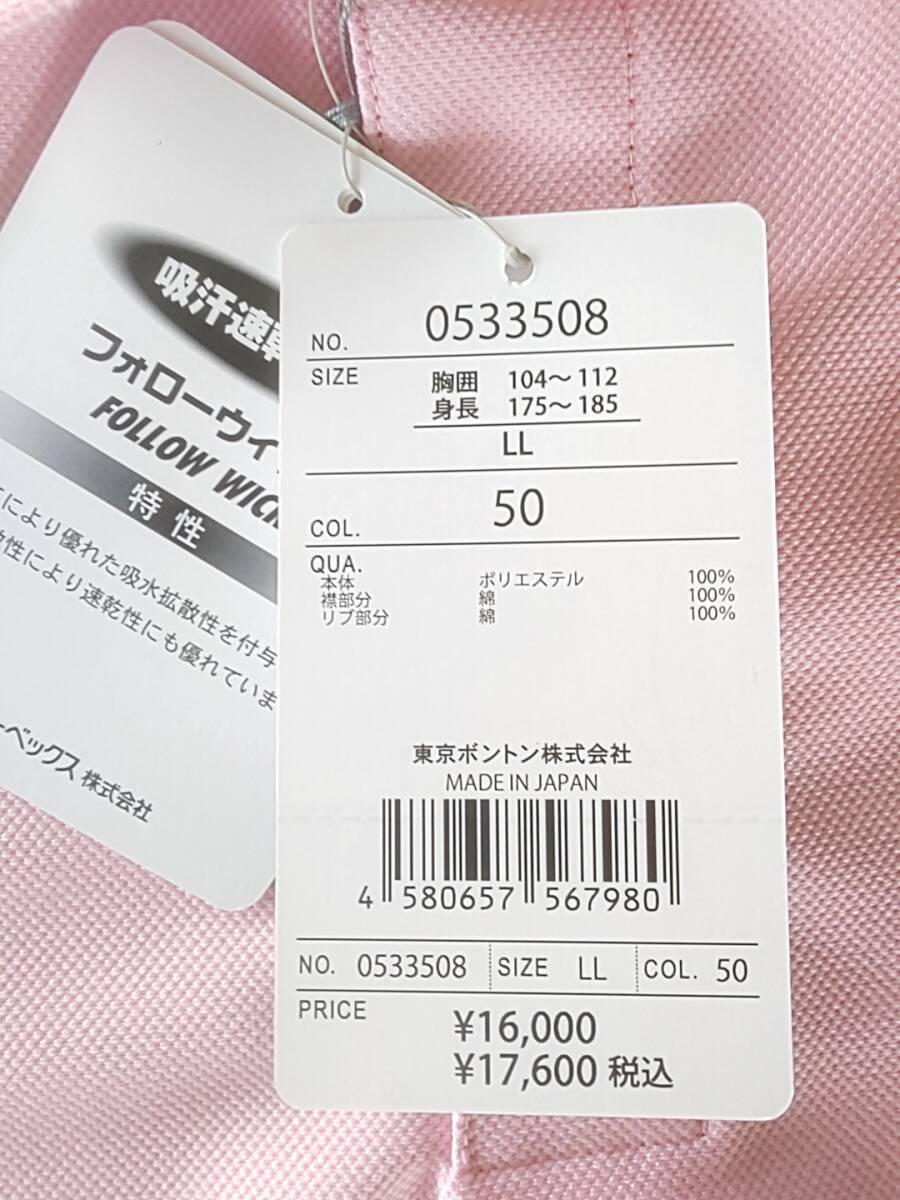 吸汗速乾
フォローウィ
FOLLOW WIC
特性
により優れた吸水拡散性を付与
散性により速乾性にも優れていま
ーベックス株式会社
NO. 0533508
SIZE 胸囲 104～112
身長 175～185
LL
COL. 50
QUA.
本体 ポリエステル 100%
襟部分 綿 100%
リブ部分 綿 100%
東京ボントン株式会社
MADE IN JAPAN
4 580657 567980
NO. 0533508 SIZE LL COL. 50
PRICE ¥16,000
¥17,600 税込